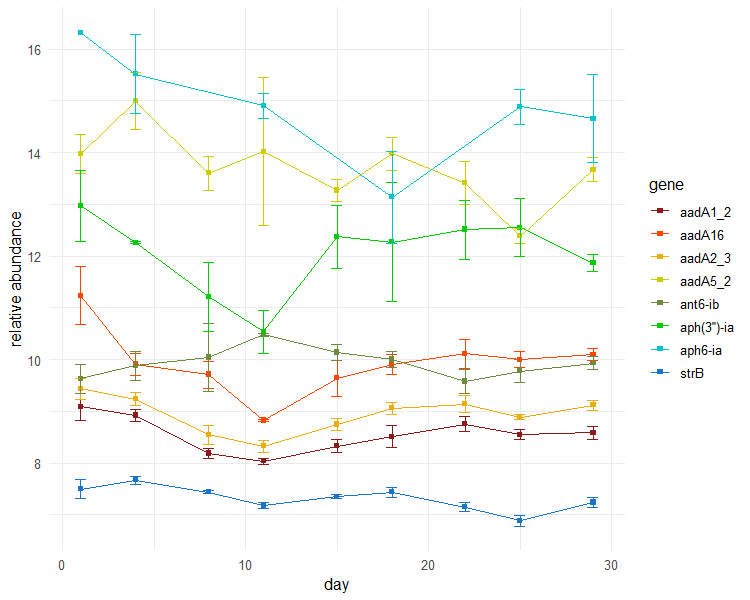 16
14
12
10
8
relative abundance
0
10
20
30
day
gene
aadA1_2
aadA16
aadA2_3
aadA5_2
ant6-ib
aph(3'')-ia
aph6-ia
strB